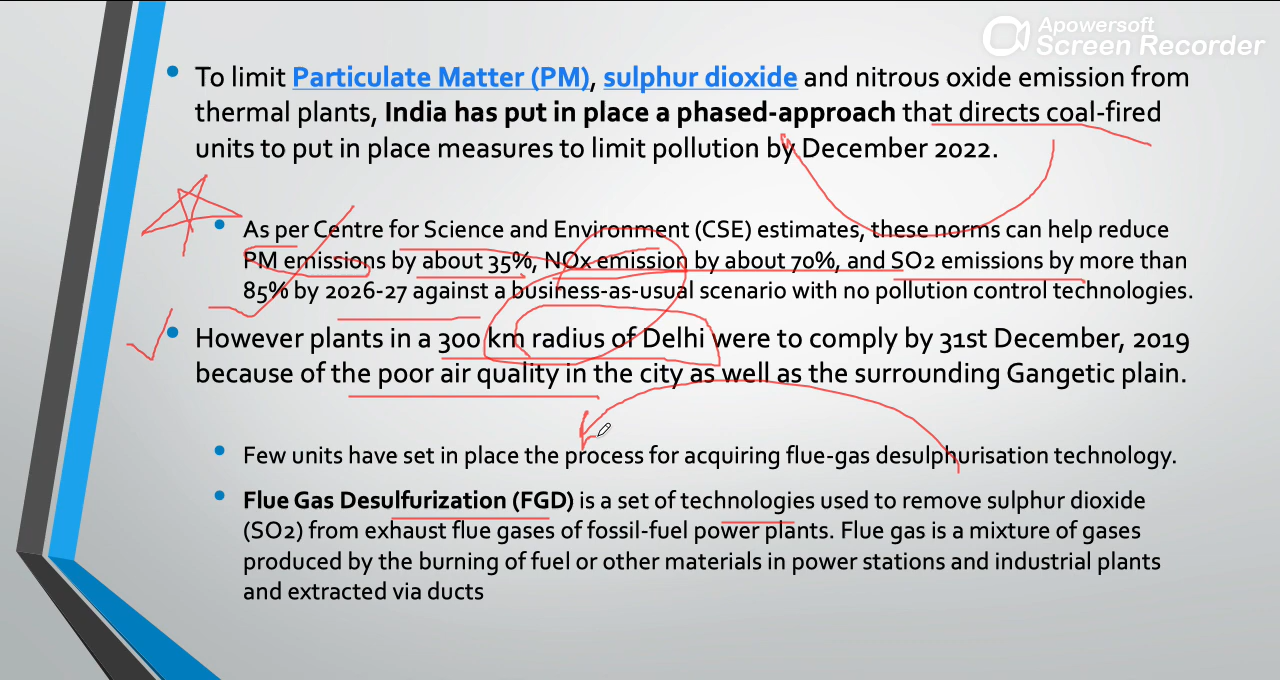 Apowersoft
Screen Recorder
• To limit Particulate Matter (PM), sulphur dioxide and nitrous oxide emission from
thermal plants, India has put in place a phased-approach that directs coal-fired
units to put in place measures to limit pollution by December 2022.
• As per Centre for Science and Environment (CSE) estimates, these norms can help reduce
PM emissions by about 35%, NOx emission by about 70%, and SO2 emissions by more than
85% by 2026-27 against a business-as-usual scenario with no pollution control technologies.
• However plants in a 300 km radius of Delhi were to comply by 31st December, 2019
because of the poor air quality in the city as well as the surrounding Gangetic plain.
• Few units have set in place the process for acquiring flue-gas desulphurisation technology.
• Flue Gas Desulfurization (FGD) is a set of technologies used to remove sulphur dioxide
(SO2) from exhaust flue gases of fossil-fuel power plants. Flue gas is a mixture of gases
produced by the burning of fuel or other materials in power stations and industrial plants
and extracted via ducts